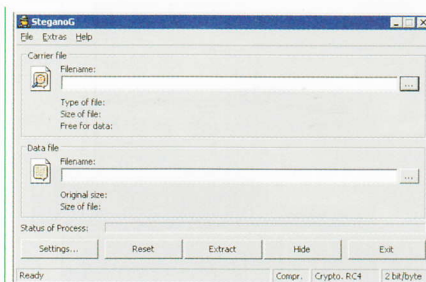 SteganoG
File Extras Help
Carrier file
Filename:
...
Type of file:
Size of file:
Free for data:
Data file
Filename:
...
Original size:
Size of file:
Status of Process:
Settings... Reset Extract Hide Exit
Ready Compr. Crypto. RC4 2 bit/byte